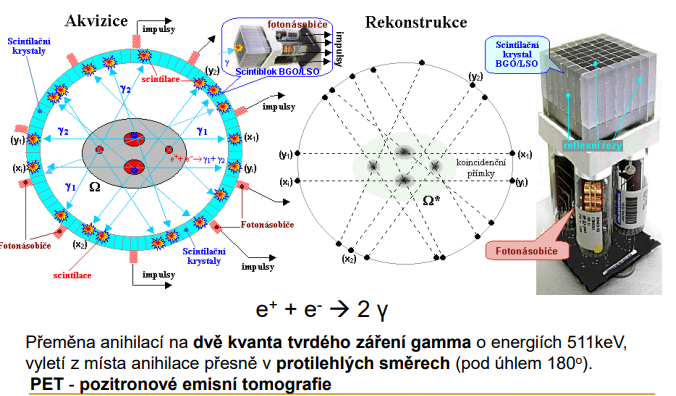 Akvizice
impulsy
Scintilační
krystaly
fotonásobiče
impulsy
γ
Scintiblok BGO/LSO
scintilace
(y₂)
impulsy
γ₂
γ₂
γ₁
(y₁)
(x₁)
(xᵢ)
(yᵢ)
e⁺+ e⁻→γ₁+ γ₂
γ₁
Ω
Fotonásobiče
Fotonásobiče
(x₂)
scintilace
Scintilační
krystaly
impulsy
impulsy
Rekonstrukce
(y₂)
(y₁)
(x₁)
koincidenční
přímky
(xᵢ)
(yᵢ)
Ω*
(x₂)
Scintilační
krystal
BGO/LSO
reflexní řezy
Fotonásobiče
e⁺ + e⁻ → 2 γ
Přeměna anihilací na dvě kvanta tvrdého záření gamma o energiích 511keV,
vyletí z místa anihilace přesně v protilehlých směrech (pod úhlem 180º).
PET - pozitronové emisní tomografie